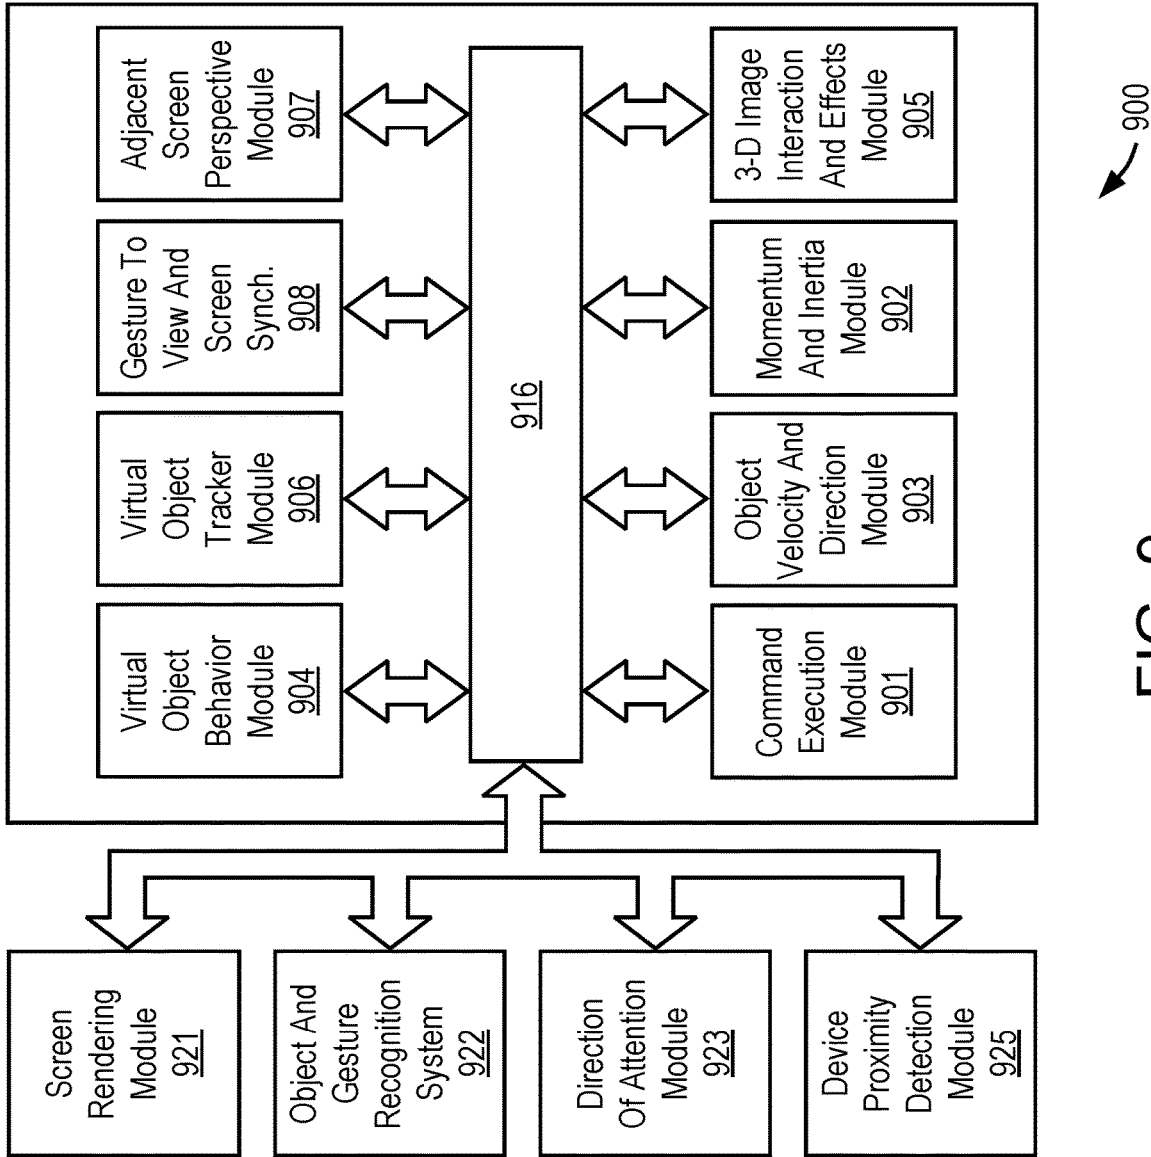 Screen
Rendering
Module
921
Object And
Gesture
Recognition
System
922
Direction
Of Attention
Module
923
Device
Proximity
Detection
Module
925
Virtual
Object
Behavior
Module
904
Virtual
Object
Tracker
Module
906
Gesture To
View And
Screen
Synch.
908
Adjacent
Screen
Perspective
Module
907
916
Command
Execution
Module
901
Object
Velocity And
Direction
Module
903
Momentum
And Inertia
Module
902
3-D Image
Interaction
And Effects
Module
905
900
FIG.